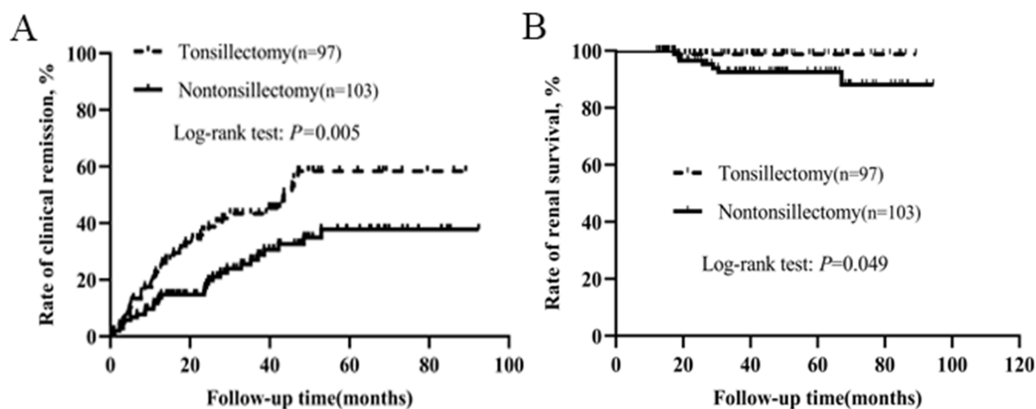 A
Rate of clinical remission, %
100
80
60
40
20
0
Tonsillectomy(n=97)
Nontonsillectomy(n=103)
Log-rank test: P=0.005
0 20 40 60 80 100
Follow-up time(months)
B
Rate of renal survival, %
100
80
60
40
20
0
Tonsillectomy(n=97)
Nontonsillectomy(n=103)
Log-rank test: P=0.049
0 20 40 60 80 100 120
Follow-up time(months)